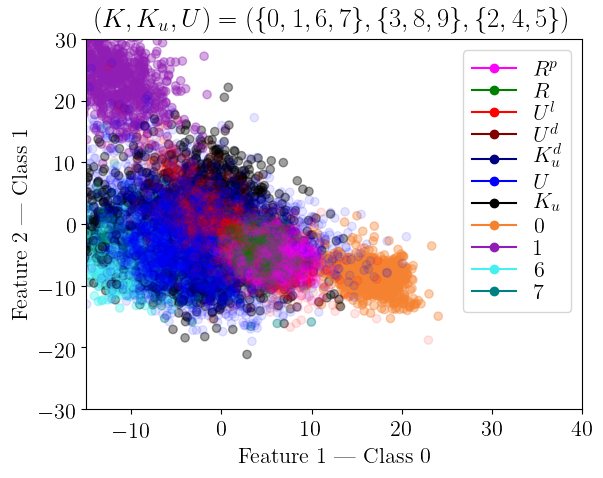 (K, K_u, U) = ({0, 1, 6, 7}, {3, 8, 9}, {2, 4, 5})
30
20
10
0
−10
−20
−30
Feature 2 — Class 1
R^p
R
U^l
U^d
K_u^d
U
K_u
0
1
6
7
−10
0
10
20
30
40
Feature 1 — Class 0